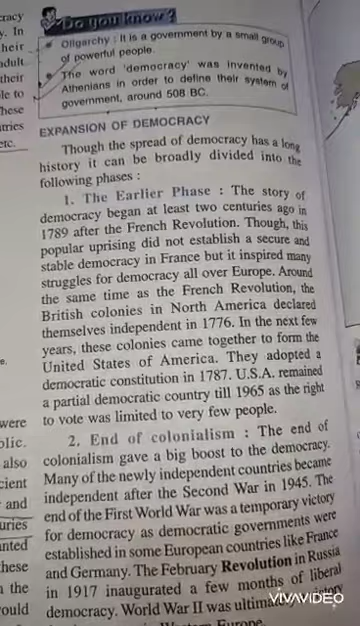 Do you know?
Oligarchy : It is a government by a small group
of powerful people.
The word 'democracy' was invented by
Athenians in order to define their system of
government, around 508 BC.
EXPANSION OF DEMOCRACY
Though the spread of democracy has a long
history it can be broadly divided into the
following phases :
1. The Earlier Phase : The story of
democracy began at least two centuries ago in
1789 after the French Revolution. Though, this
popular uprising did not establish a secure and
stable democracy in France but it inspired many
struggles for democracy all over Europe. Around
the same time as the French Revolution, the
British colonies in North America declared
themselves independent in 1776. In the next few
years, these colonies came together to form the
United States of America. They adopted a
democratic constitution in 1787. U.S.A. remained
a partial democratic country till 1965 as the right
to vote was limited to very few people.
2. End of colonialism : The end of
colonialism gave a big boost to the democracy.
Many of the newly independent countries became
independent after the Second War in 1945. The
end of the First World War was a temporary victory
for democracy as democratic governments were
established in some European countries like France
and Germany. The February Revolution in Russia
in 1917 inaugurated a few months of liberal
democracy. World War II was ultimately
Europe.
their
to
etc.
were
also
and
the
VIVAVIDEO